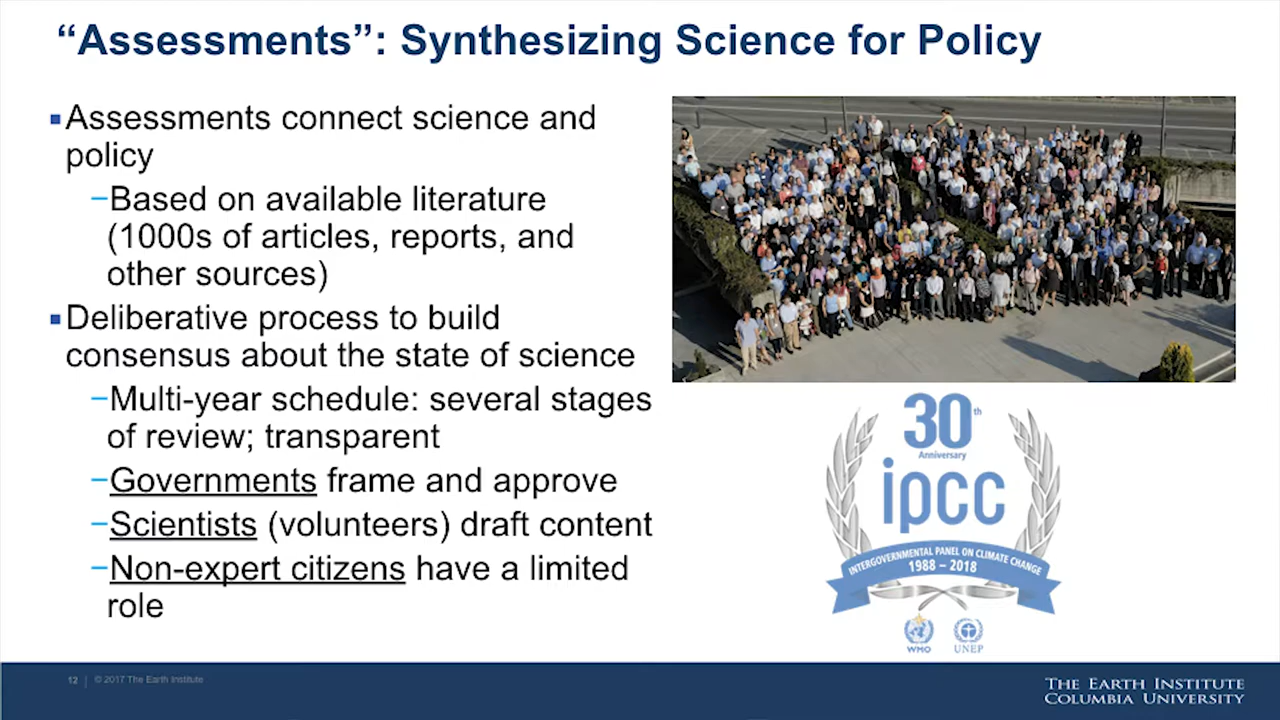 “Assessments”: Synthesizing Science for Policy
▪Assessments connect science and
policy
−Based on available literature
(1000s of articles, reports, and
other sources)
▪Deliberative process to build
consensus about the state of science
−Multi-year schedule: several stages
of review; transparent
−Governments frame and approve
−Scientists (volunteers) draft content
−Non-expert citizens have a limited
role
30th
Anniversary
ipcc
INTERGOVERNMENTAL PANEL ON CLIMATE CHANGE
1988 – 2018
WMO UNEP
12 | © 2017 The Earth Institute
THE EARTH INSTITUTE
COLUMBIA UNIVERSITY